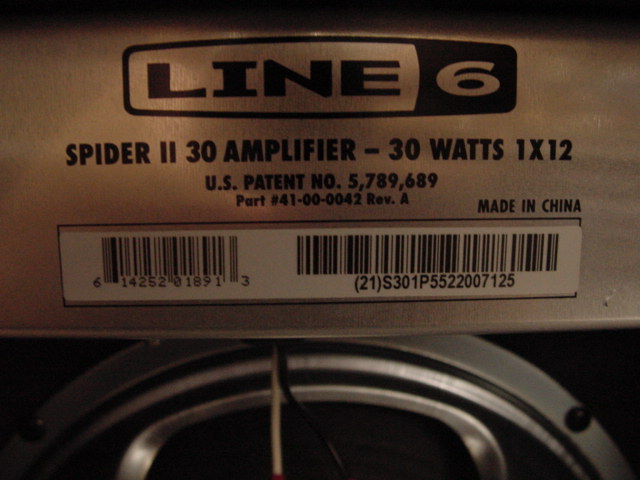 LINE 6
SPIDER II 30 AMPLIFIER – 30 WATTS 1X12
U.S. PATENT NO. 5,789,689
Part #41-00-0042 Rev. A
MADE IN CHINA
6 14252 01891 3
(21)S301P5522007125